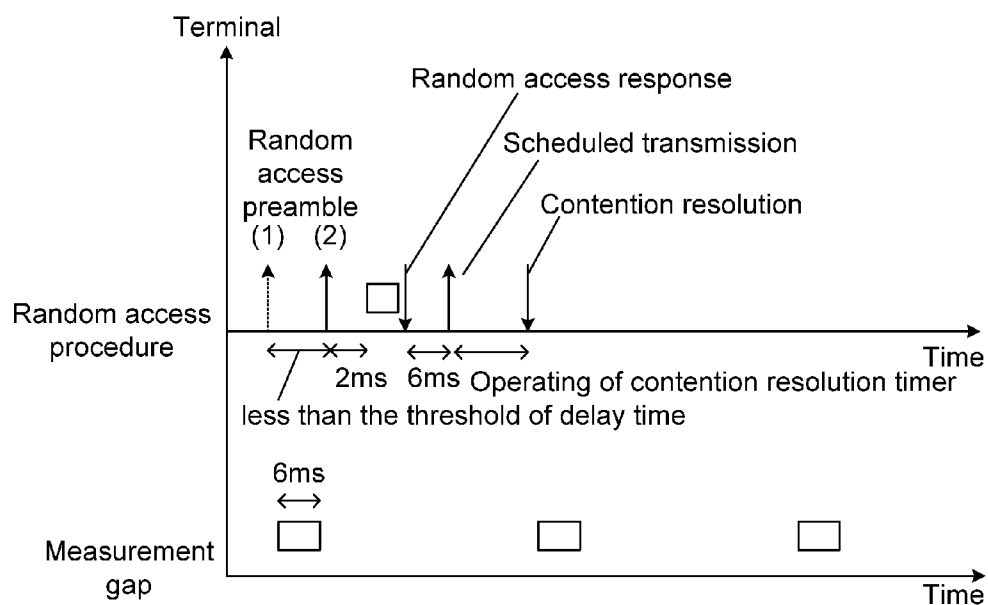 Terminal
Random access response
Random
access
preamble
Scheduled transmission
Contention resolution
(1) (2)
Random access
procedure
Time
2ms 6ms Operating of contention resolution timer
less than the threshold of delay time
6ms
Measurement
gap
Time